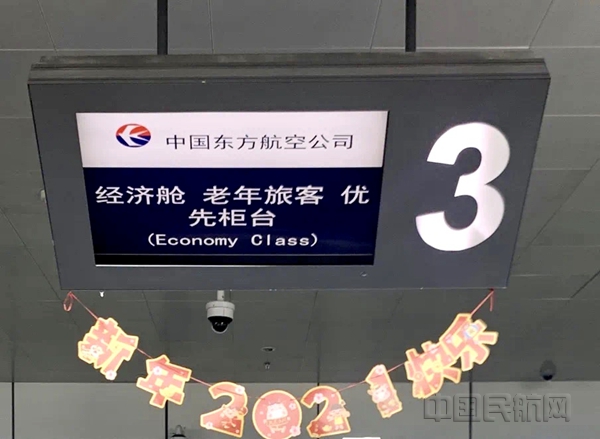 中国东方航空公司
经济舱 老年旅客 优
先柜台
(Economy Class)
3
新年2021快乐
中国民航网